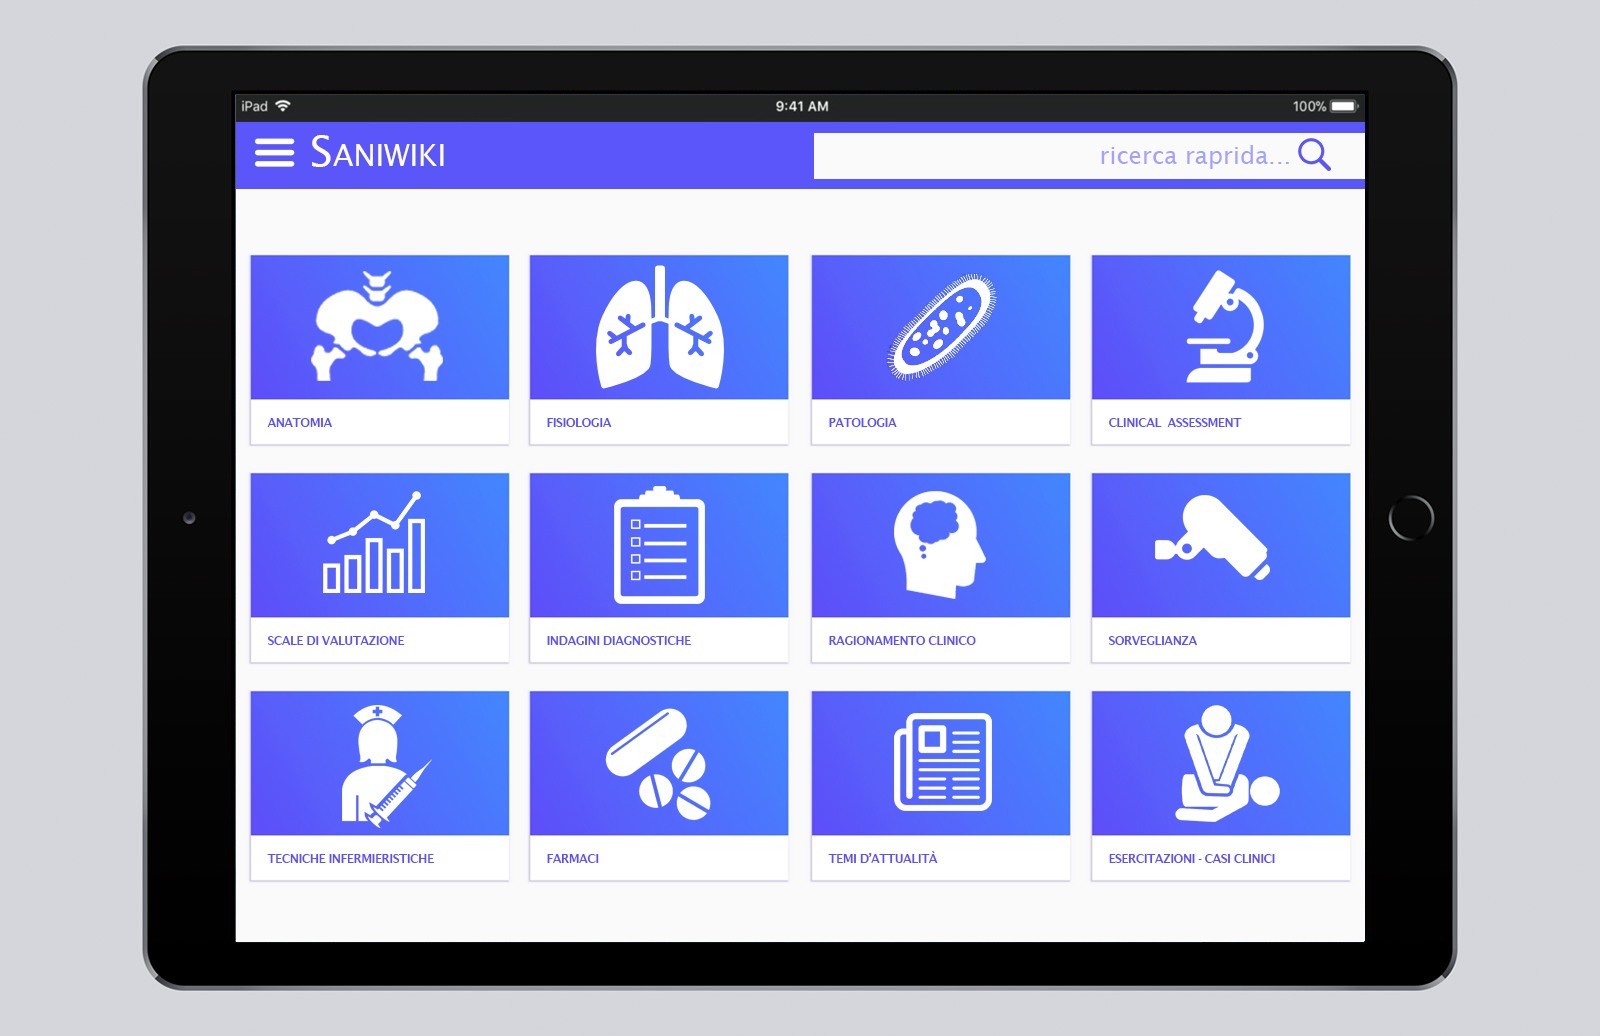 iPad
9:41 AM
100%
SANIWIKI
ricerca raprida...
ANATOMIA
FISIOLOGIA
PATOLOGIA
CLINICAL ASSESSMENT
SCALE DI VALUTAZIONE
INDAGINI DIAGNOSTICHE
RAGIONAMENTO CLINICO
SORVEGLIANZA
TECNICHE INFERMIERISTICHE
FARMACI
TEMI D'ATTUALITÀ
ESERCITAZIONI - CASI CLINICI